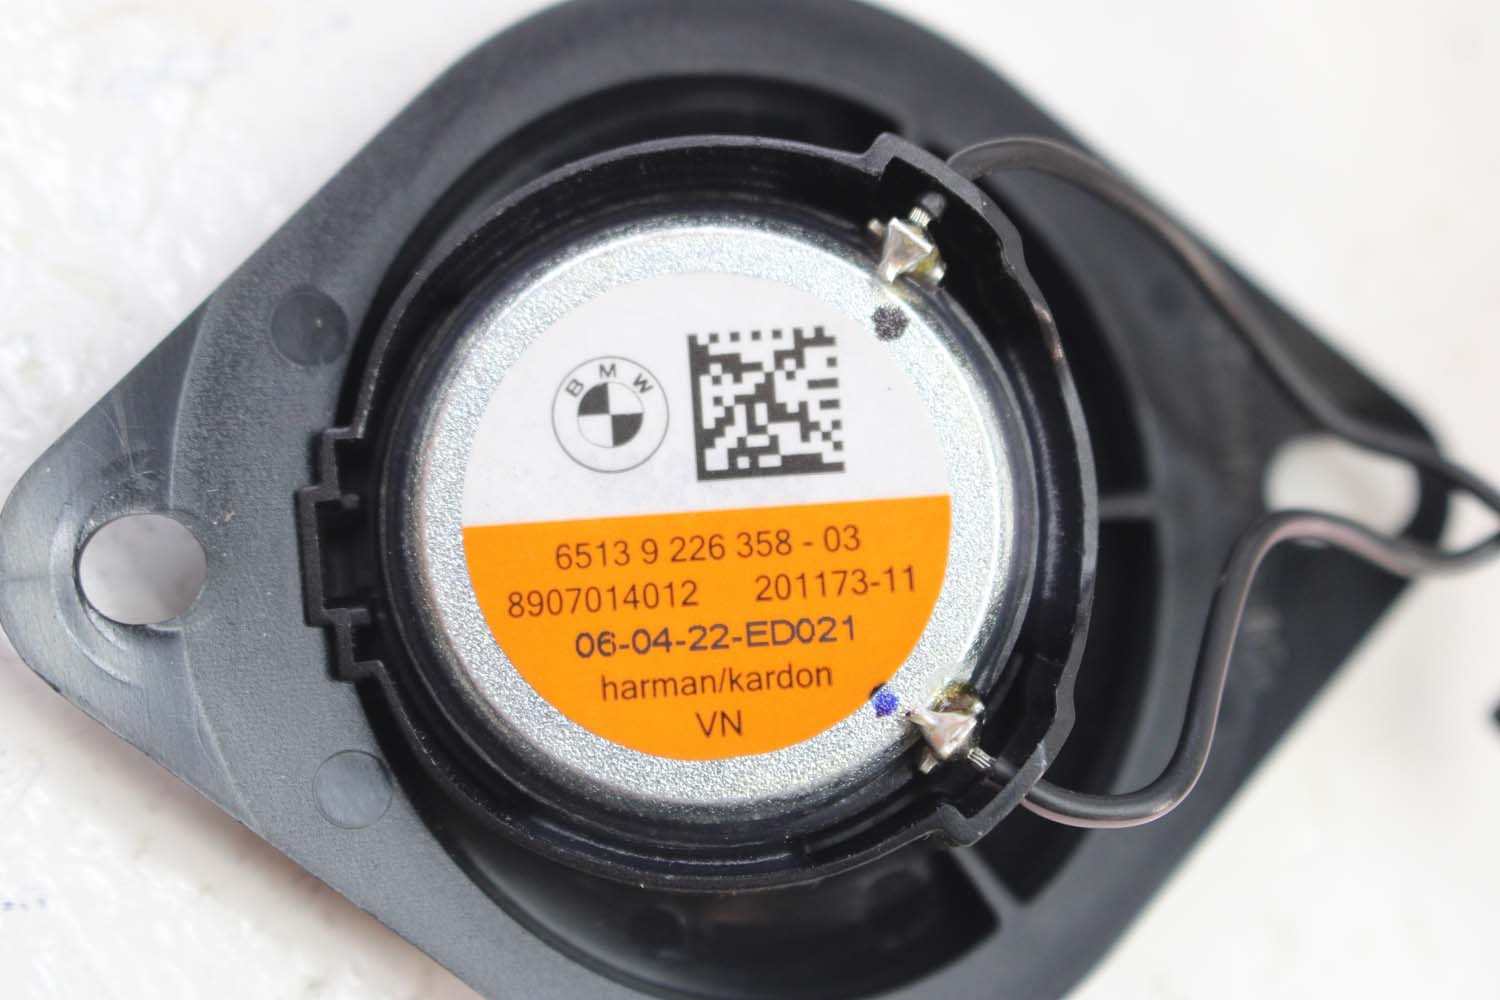 BMW
6513 9 226 358 - 03
8907014012 201173-11
06-04-22-ED021
harman/kardon
VN